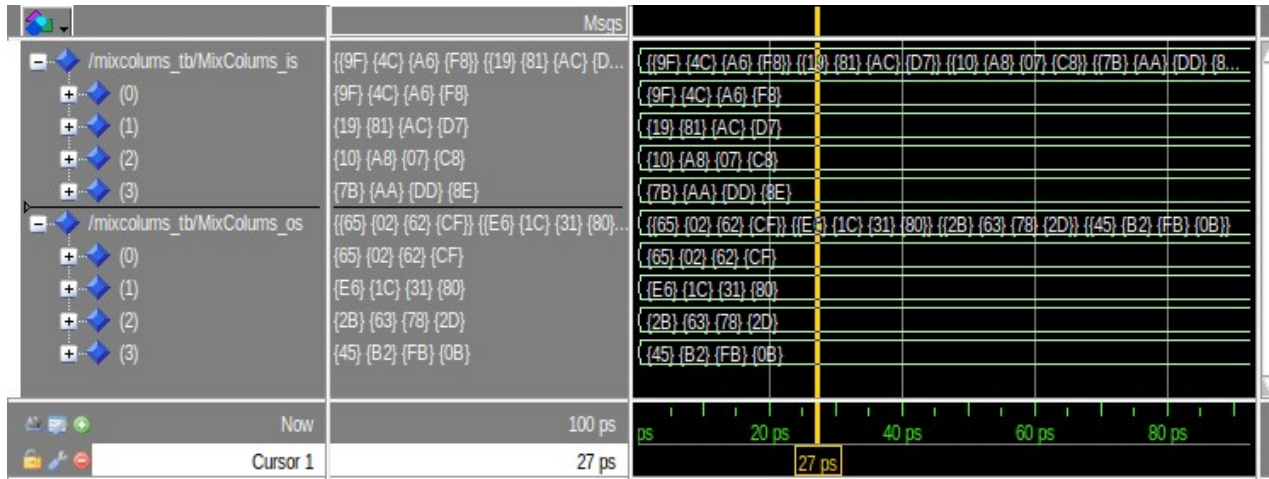 Msgs
/mixcolums_tb/MixColums_is {{9F} {4C} {A6} {F8}} {{19} {81} {AC} {D... {{9F} {4C} {A6} {F8}} {{19} {81} {AC} {D7}} {{10} {A8} {07} {C8}} {{7B} {AA} {DD} {8...
(0) {9F} {4C} {A6} {F8} {9F} {4C} {A6} {F8}
(1) {19} {81} {AC} {D7} {19} {81} {AC} {D7}
(2) {10} {A8} {07} {C8} {10} {A8} {07} {C8}
(3) {7B} {AA} {DD} {8E} {7B} {AA} {DD} {8E}
/mixcolums_tb/MixColums_os {{65} {02} {62} {CF}} {{E6} {1C} {31} {80}... {{65} {02} {62} {CF}} {{E6} {1C} {31} {80}} {{2B} {63} {78} {2D}} {{45} {B2} {FB} {0B}}
(0) {65} {02} {62} {CF} {65} {02} {62} {CF}
(1) {E6} {1C} {31} {80} {E6} {1C} {31} {80}
(2) {2B} {63} {78} {2D} {2B} {63} {78} {2D}
(3) {45} {B2} {FB} {0B} {45} {B2} {FB} {0B}
Now 100 ps ps 20 ps 40 ps 60 ps 80 ps
Cursor 1 27 ps 27 ps